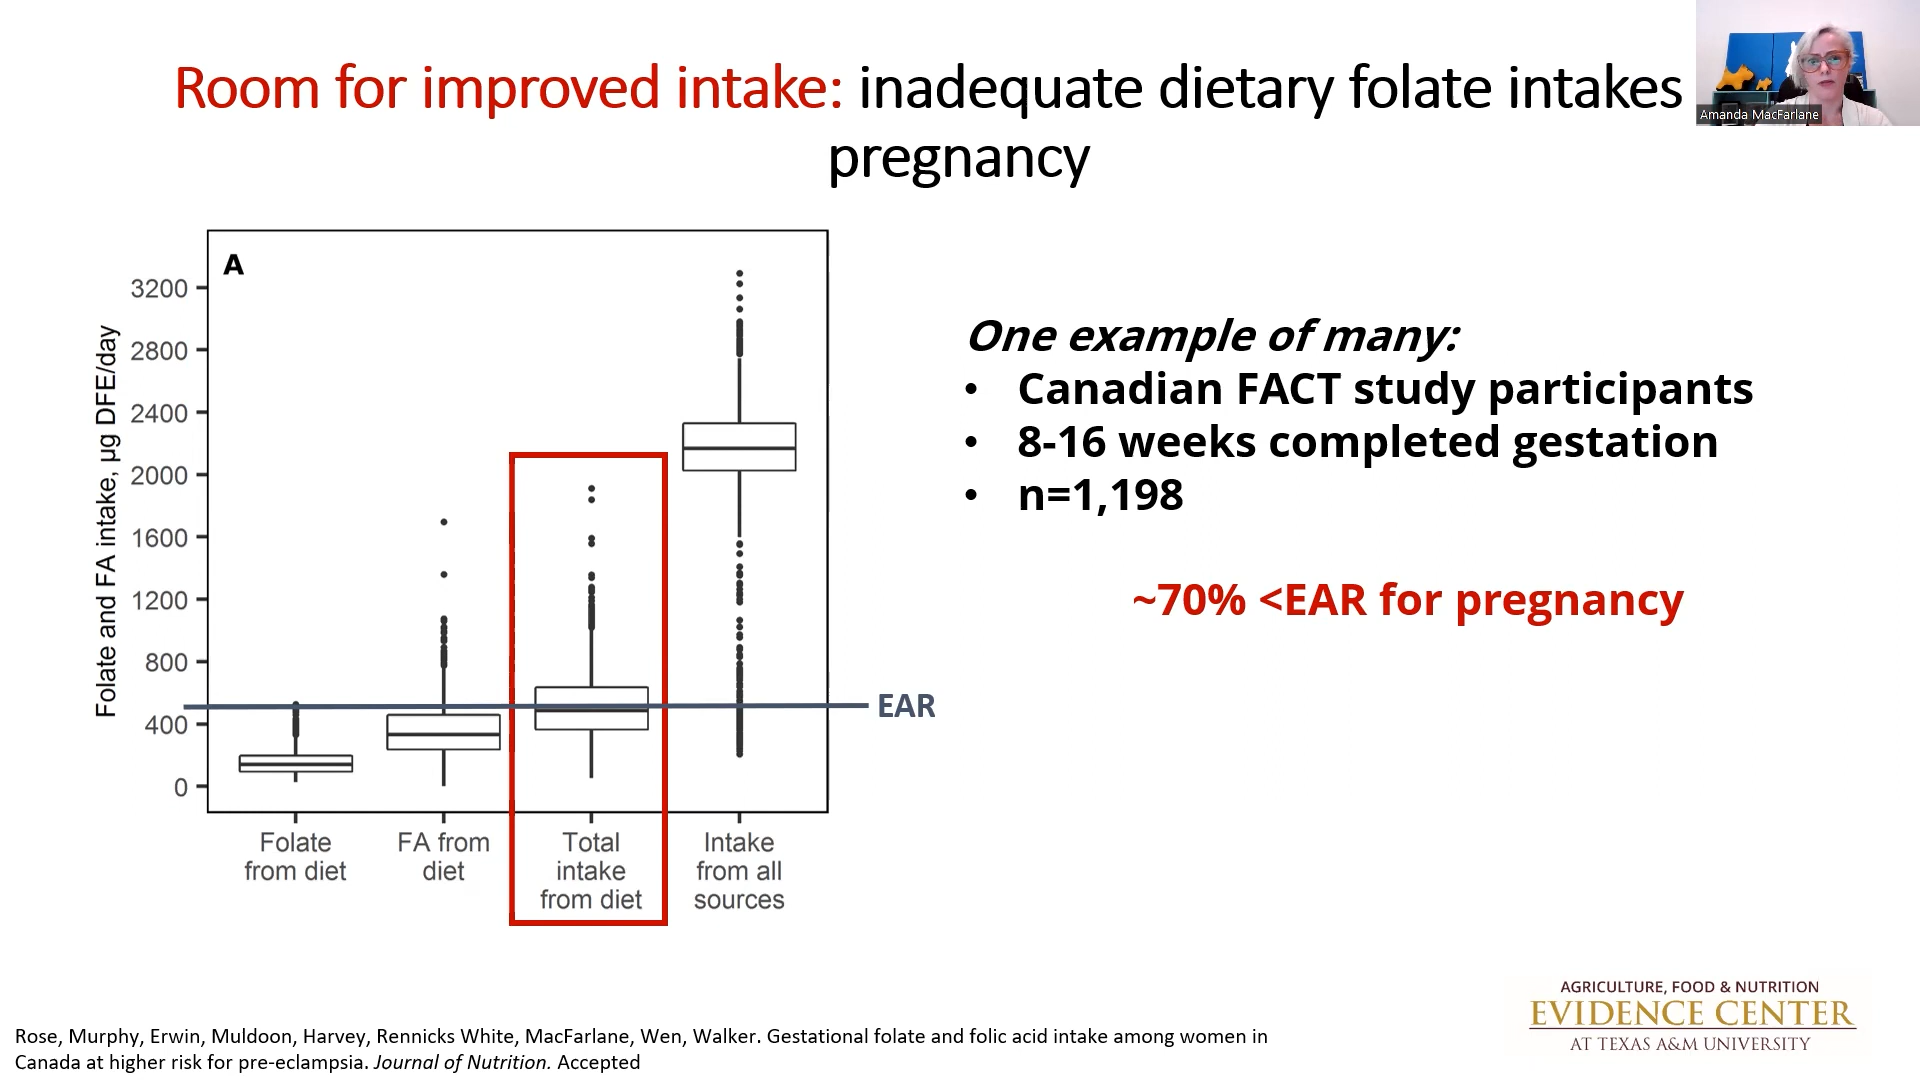 Room for improved intake: inadequate dietary folate intakes
pregnancy
Amanda MacFarlane
A
Folate and FA intake, µg DFE/day
3200
2800
2400
2000
1600
1200
800
400
0
EAR
Folate
from diet
FA from
diet
Total
intake
from diet
Intake
from all
sources
One example of many:
• Canadian FACT study participants
• 8-16 weeks completed gestation
• n=1,198
~70% <EAR for pregnancy
AGRICULTURE, FOOD & NUTRITION
EVIDENCE CENTER
AT TEXAS A&M UNIVERSITY
Rose, Murphy, Erwin, Muldoon, Harvey, Rennicks White, MacFarlane, Wen, Walker. Gestational folate and folic acid intake among women in
Canada at higher risk for pre-eclampsia. Journal of Nutrition. Accepted